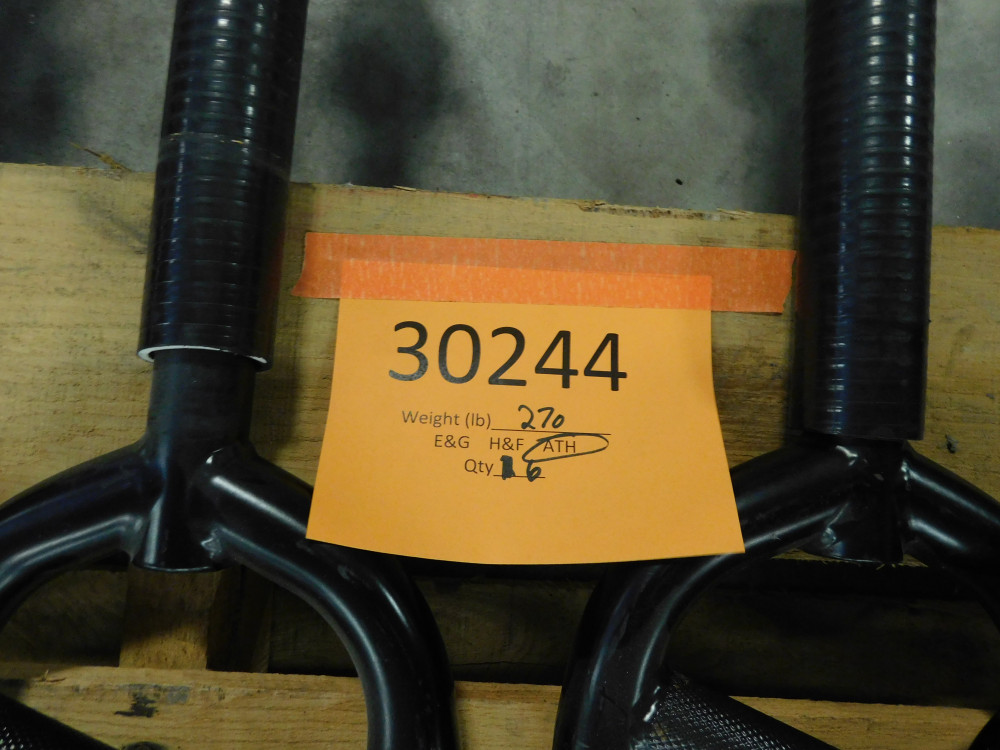 30244
Weight (lb) 270
E&G H&F ATH
Qty 6